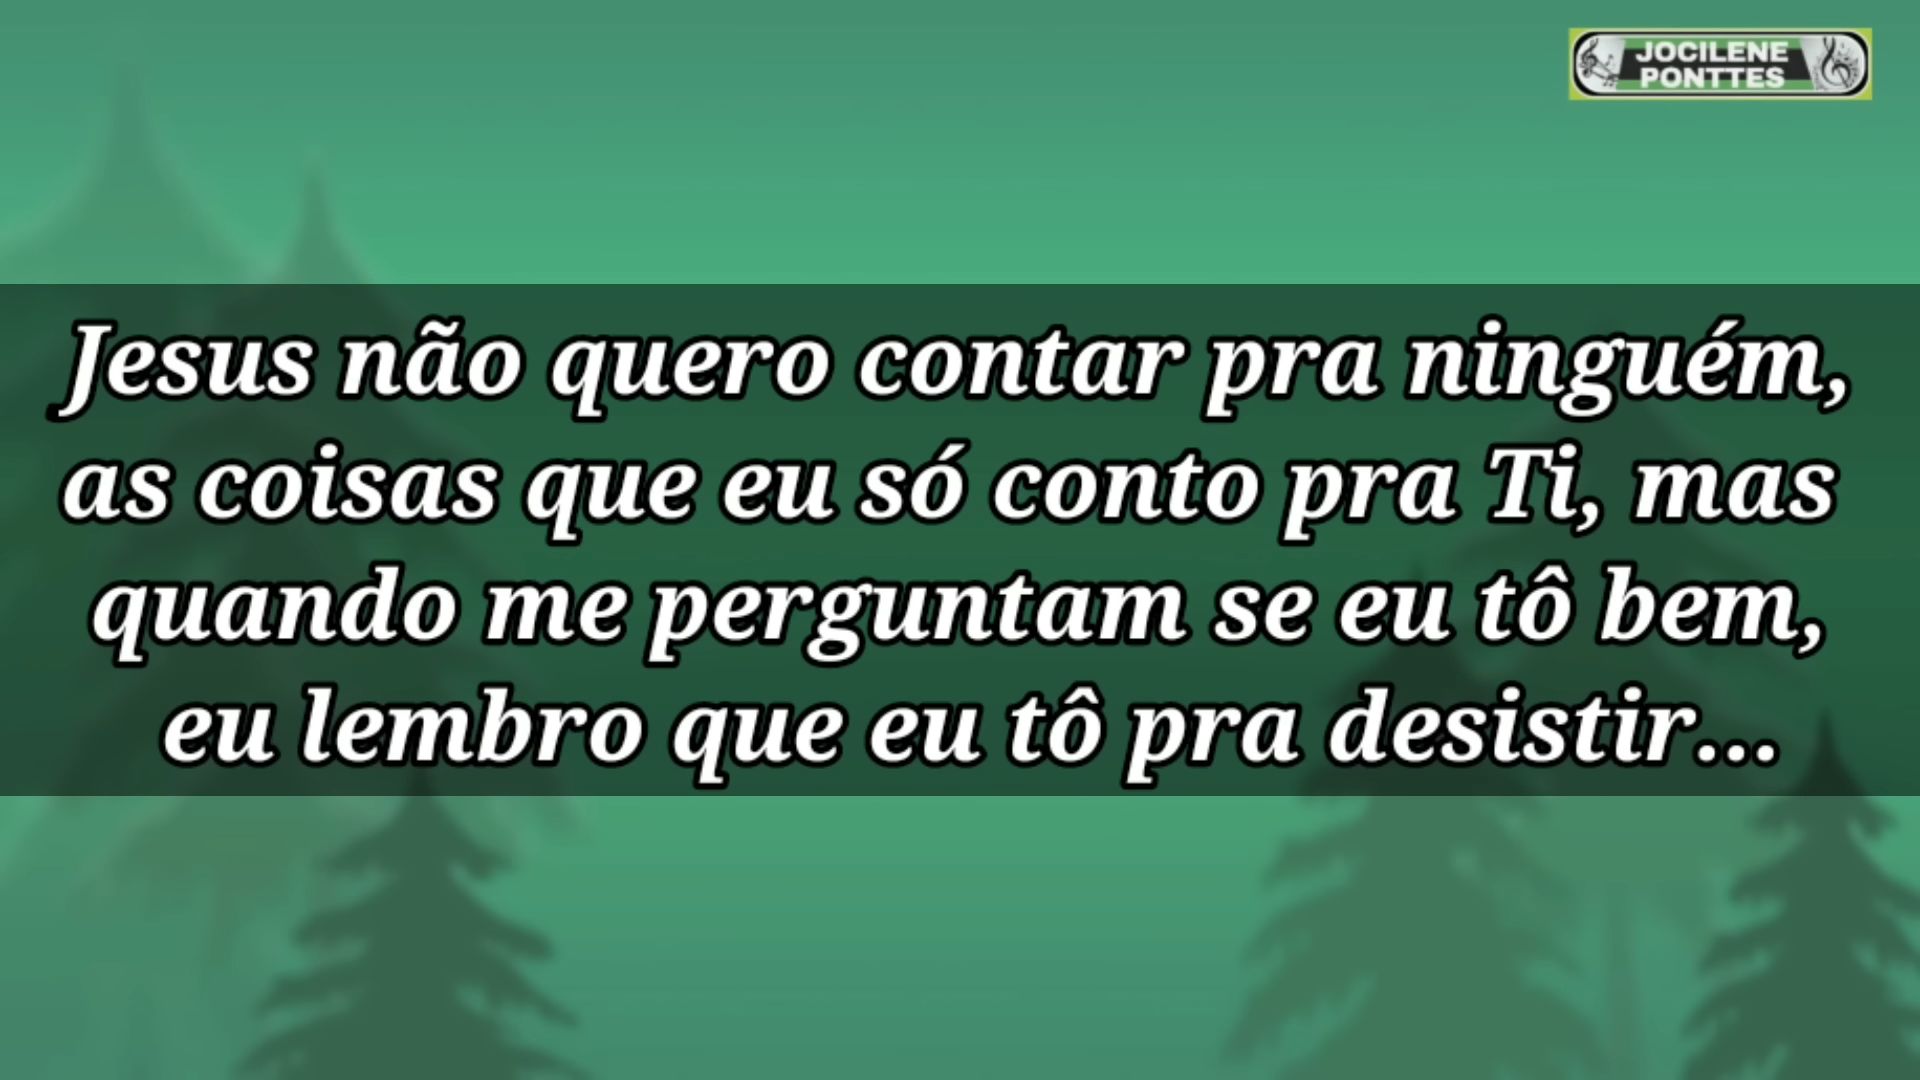 JOCILENE
PONTTES
Jesus não quero contar pra ninguém,
as coisas que eu só conto pra Ti, mas
quando me perguntam se eu tô bem,
eu lembro que eu tô pra desistir...